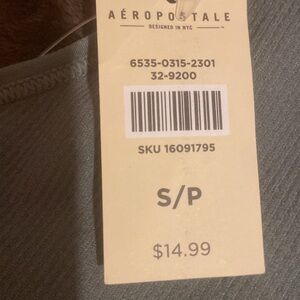 AÉROPOSTALE
DESIGNED IN NYC
6535-0315-2301
32-9200
SKU 16091795
S/P
$14.99